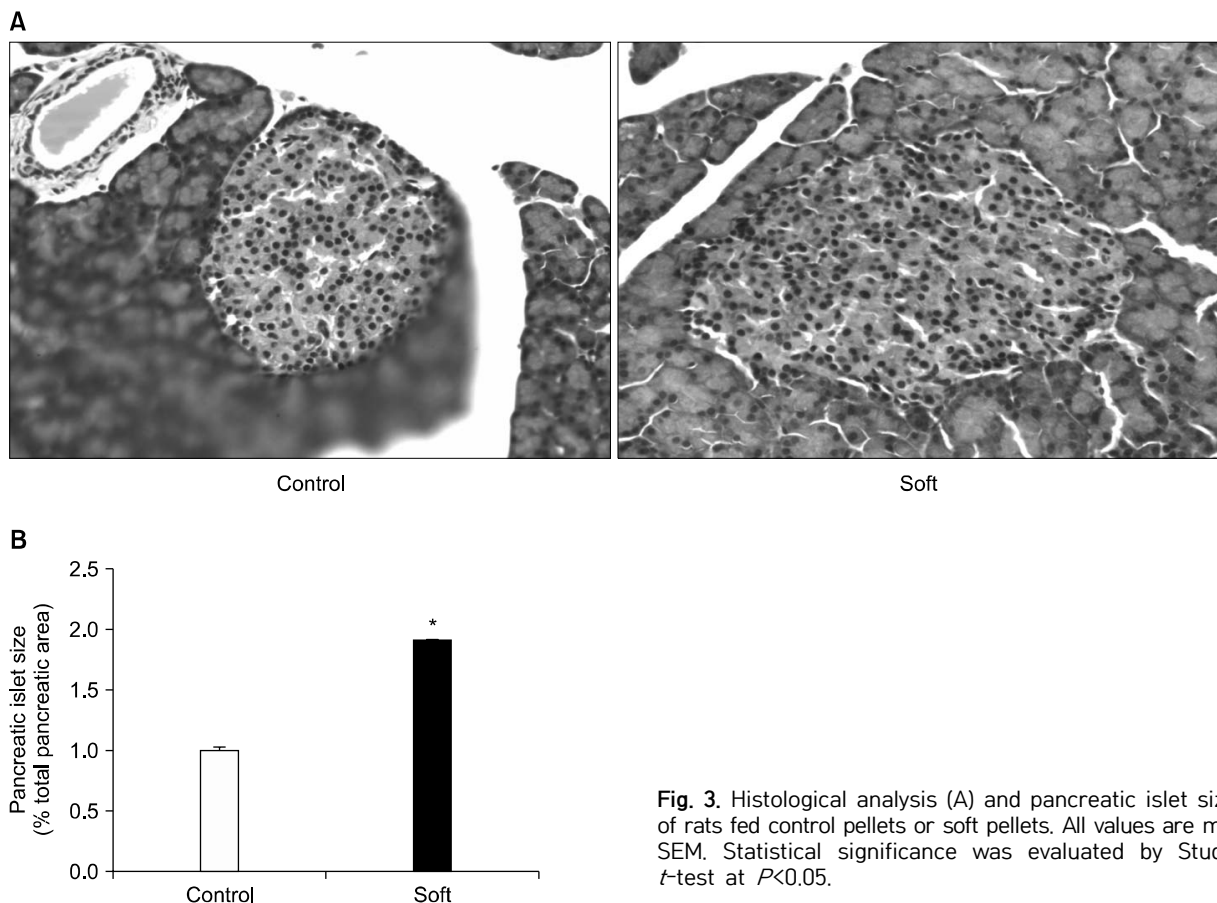 A
Control
Soft
B
Pancreatic islet size
(% total pancreatic area)
2.5
2.0
1.5
1.0
0.5
0.0
*
Control
Soft
Fig. 3. Histological analysis (A) and pancreatic islet siz
of rats fed control pellets or soft pellets. All values are m
SEM. Statistical significance was evaluated by Stud
t-test at P<0.05.